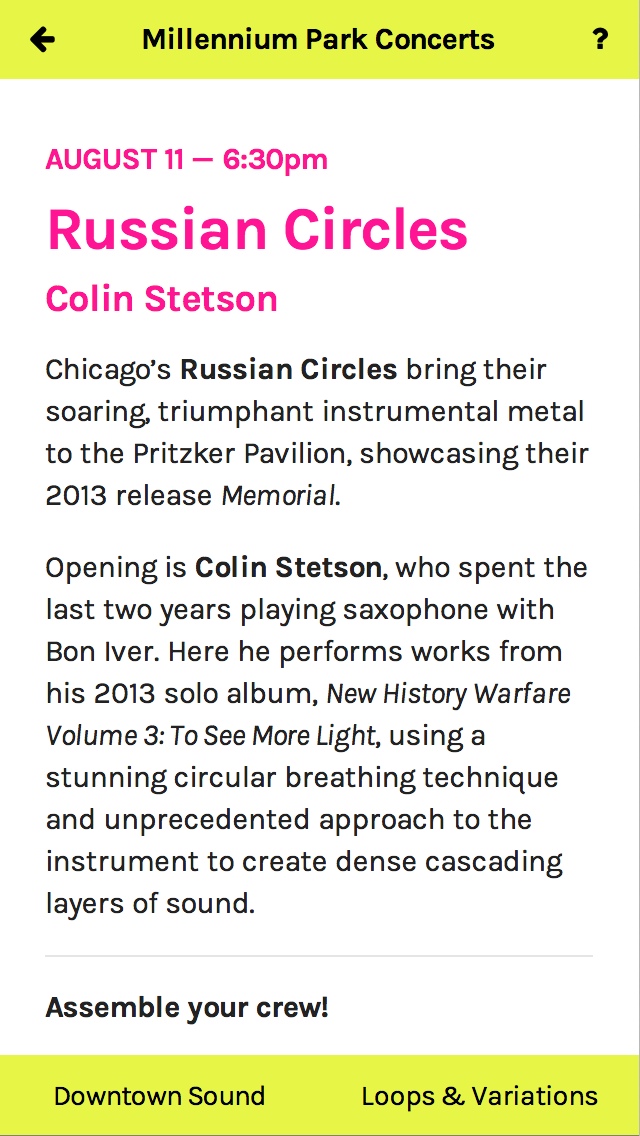 Millennium Park Concerts ?
AUGUST 11 — 6:30pm
Russian Circles
Colin Stetson
Chicago’s Russian Circles bring their
soaring, triumphant instrumental metal
to the Pritzker Pavilion, showcasing their
2013 release Memorial.
Opening is Colin Stetson, who spent the
last two years playing saxophone with
Bon Iver. Here he performs works from
his 2013 solo album, New History Warfare
Volume 3: To See More Light, using a
stunning circular breathing technique
and unprecedented approach to the
instrument to create dense cascading
layers of sound.
Assemble your crew!
Downtown Sound Loops & Variations